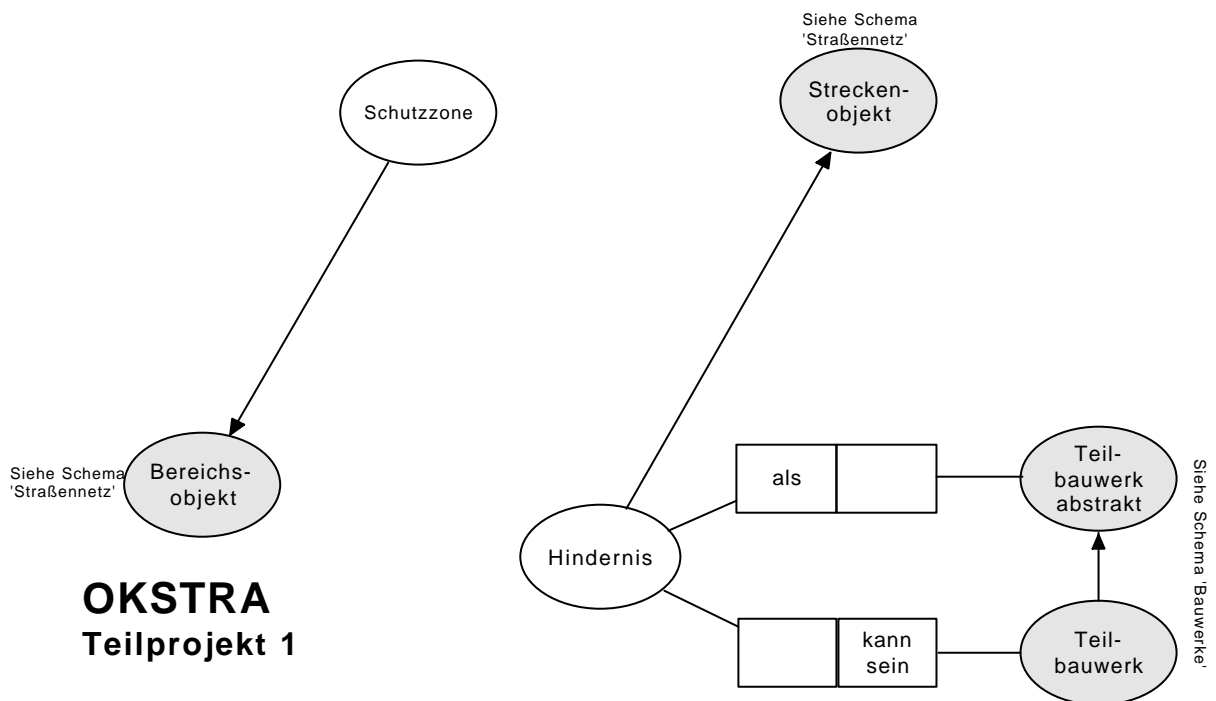 Siehe Schema
'Straßennetz'
Strecken-
objekt
Schutzzone
Siehe Schema
'Straßennetz'
Bereichs-
objekt
als
Teil-
bauwerk
abstrakt
Siehe Schema 'Bauwerke'
Hindernis
kann
sein
Teil-
bauwerk
OKSTRA
Teilprojekt 1